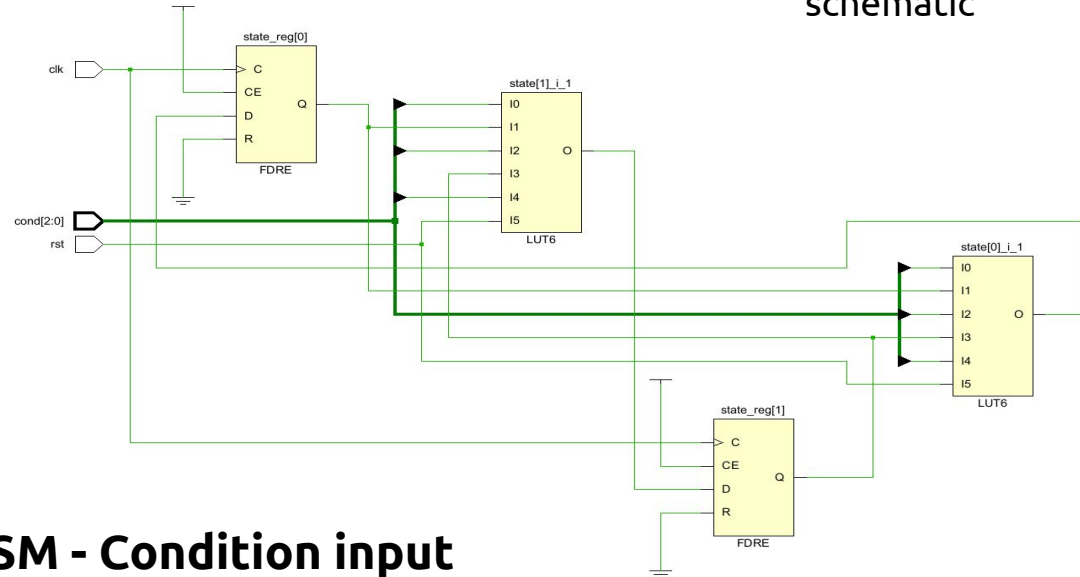 schematic
state_reg[0]
clk
C
CE
Q
D
R
FDRE
state[1]_i_1
I0
I1
I2
O
I3
I4
I5
LUT6
cond[2:0]
rst
state[0]_i_1
I0
I1
I2
O
I3
I4
I5
LUT6
state_reg[1]
C
CE
Q
D
R
FDRE
SM - Condition input